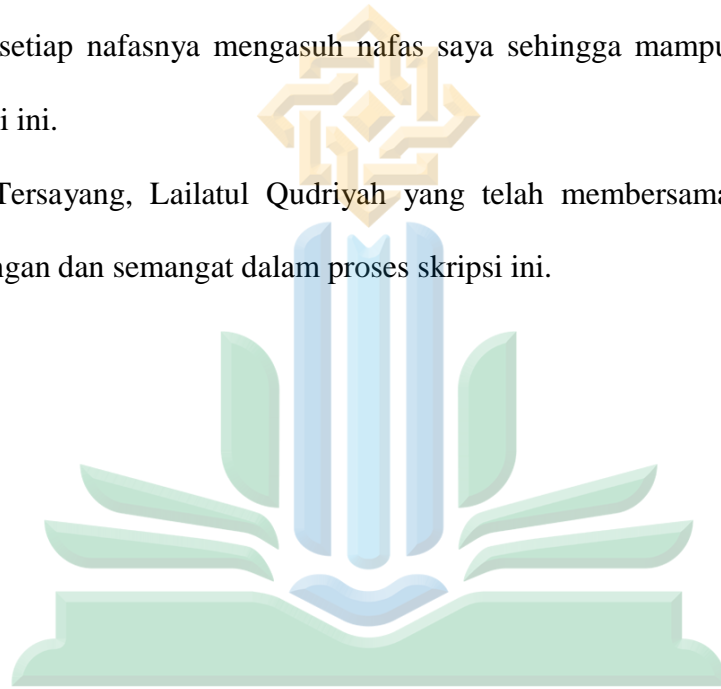 setiap nafasnya mengasuh nafas saya sehingga mampu
i ini.
Tersayang, Lailatul Qudriyah yang telah membersama
ngan dan semangat dalam proses skripsi ini.